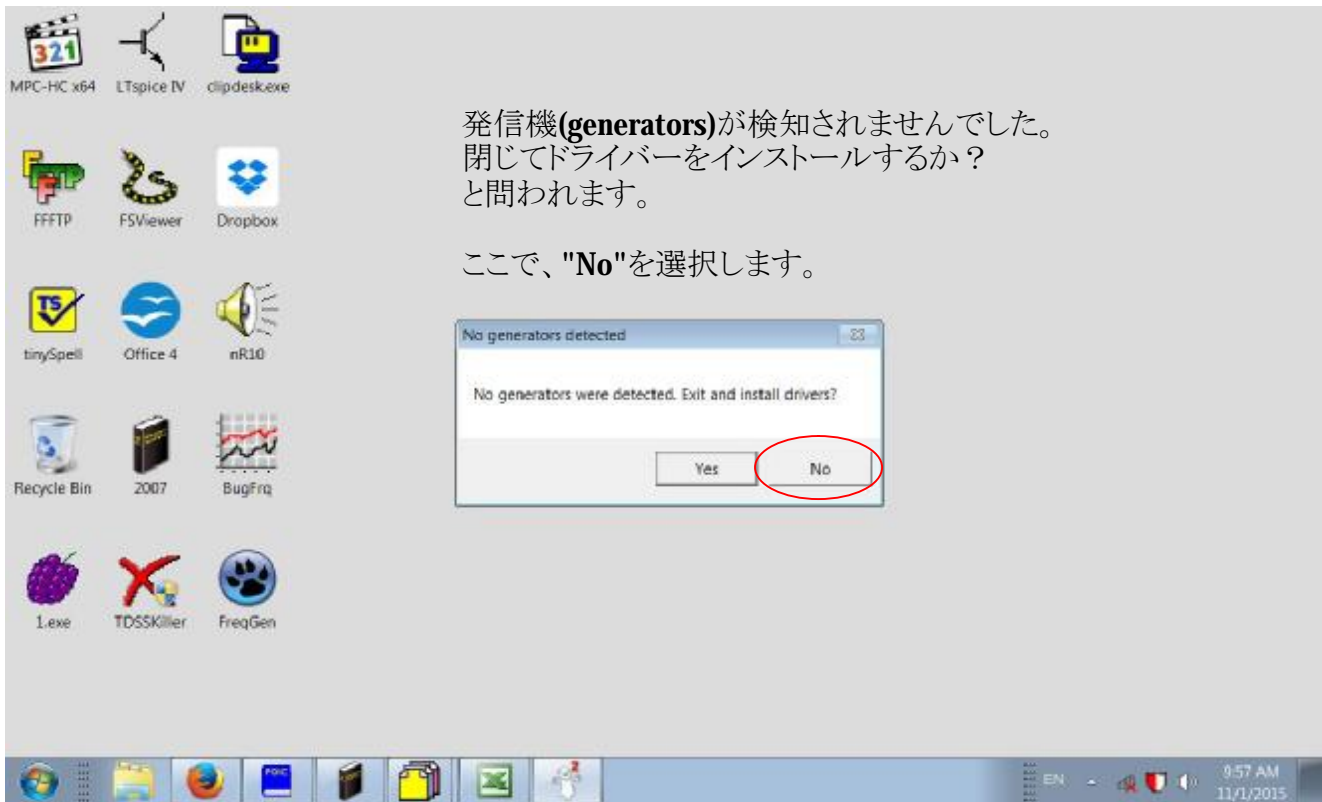 MPC-HC x64 LTspice IV clipdesk.exe
発信機(generators)が検知されませんでした。
閉じてドライバーをインストールするか？
と問われます。
FFFTP FSViewer Dropbox
ここで、"No"を選択します。
tinySpell Office 4 nR10
No generators detected
No generators were detected. Exit and install drivers?
Yes No
Recycle Bin 2007 BugFrq
1.exe TDSSKiller FreqGen
EN 9:57 AM
11/1/2015